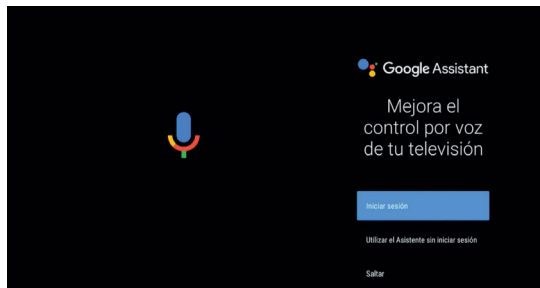 Google Assistant
Mejora el
control por voz
de tu televisión
Iniciar sesión
Utilizar el Asistente sin iniciar sesión
Saltar